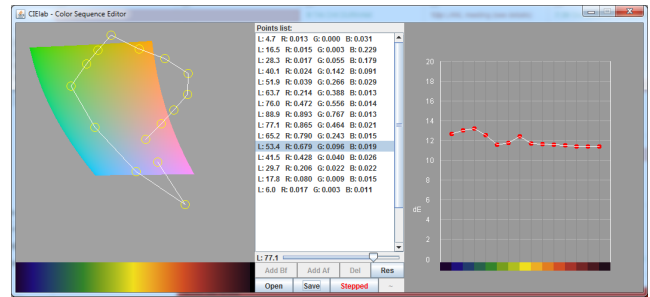 CIElab - Color Sequence Editor
Points list:
L: 4.7 R: 0.013 G: 0.000 B: 0.031
L: 16.5 R: 0.015 G: 0.003 B: 0.229
L: 28.3 R: 0.017 G: 0.055 B: 0.179
L: 40.1 R: 0.024 G: 0.142 B: 0.091
L: 51.9 R: 0.039 G: 0.266 B: 0.029
L: 63.7 R: 0.214 G: 0.388 B: 0.013
L: 76.0 R: 0.472 G: 0.556 B: 0.014
L: 88.9 R: 0.893 G: 0.767 B: 0.013
L: 77.1 R: 0.865 G: 0.464 B: 0.021
L: 65.2 R: 0.790 G: 0.243 B: 0.015
L: 53.4 R: 0.679 G: 0.096 B: 0.019
L: 41.5 R: 0.428 G: 0.040 B: 0.026
L: 29.7 R: 0.206 G: 0.022 B: 0.022
L: 17.8 R: 0.080 G: 0.009 B: 0.015
L: 6.0 R: 0.017 G: 0.003 B: 0.011
L: 77.1
Add Bf Add Af Del Res
Open Save Stepped --
20
18
16
14
12
10
8
6
dE
4
2
0